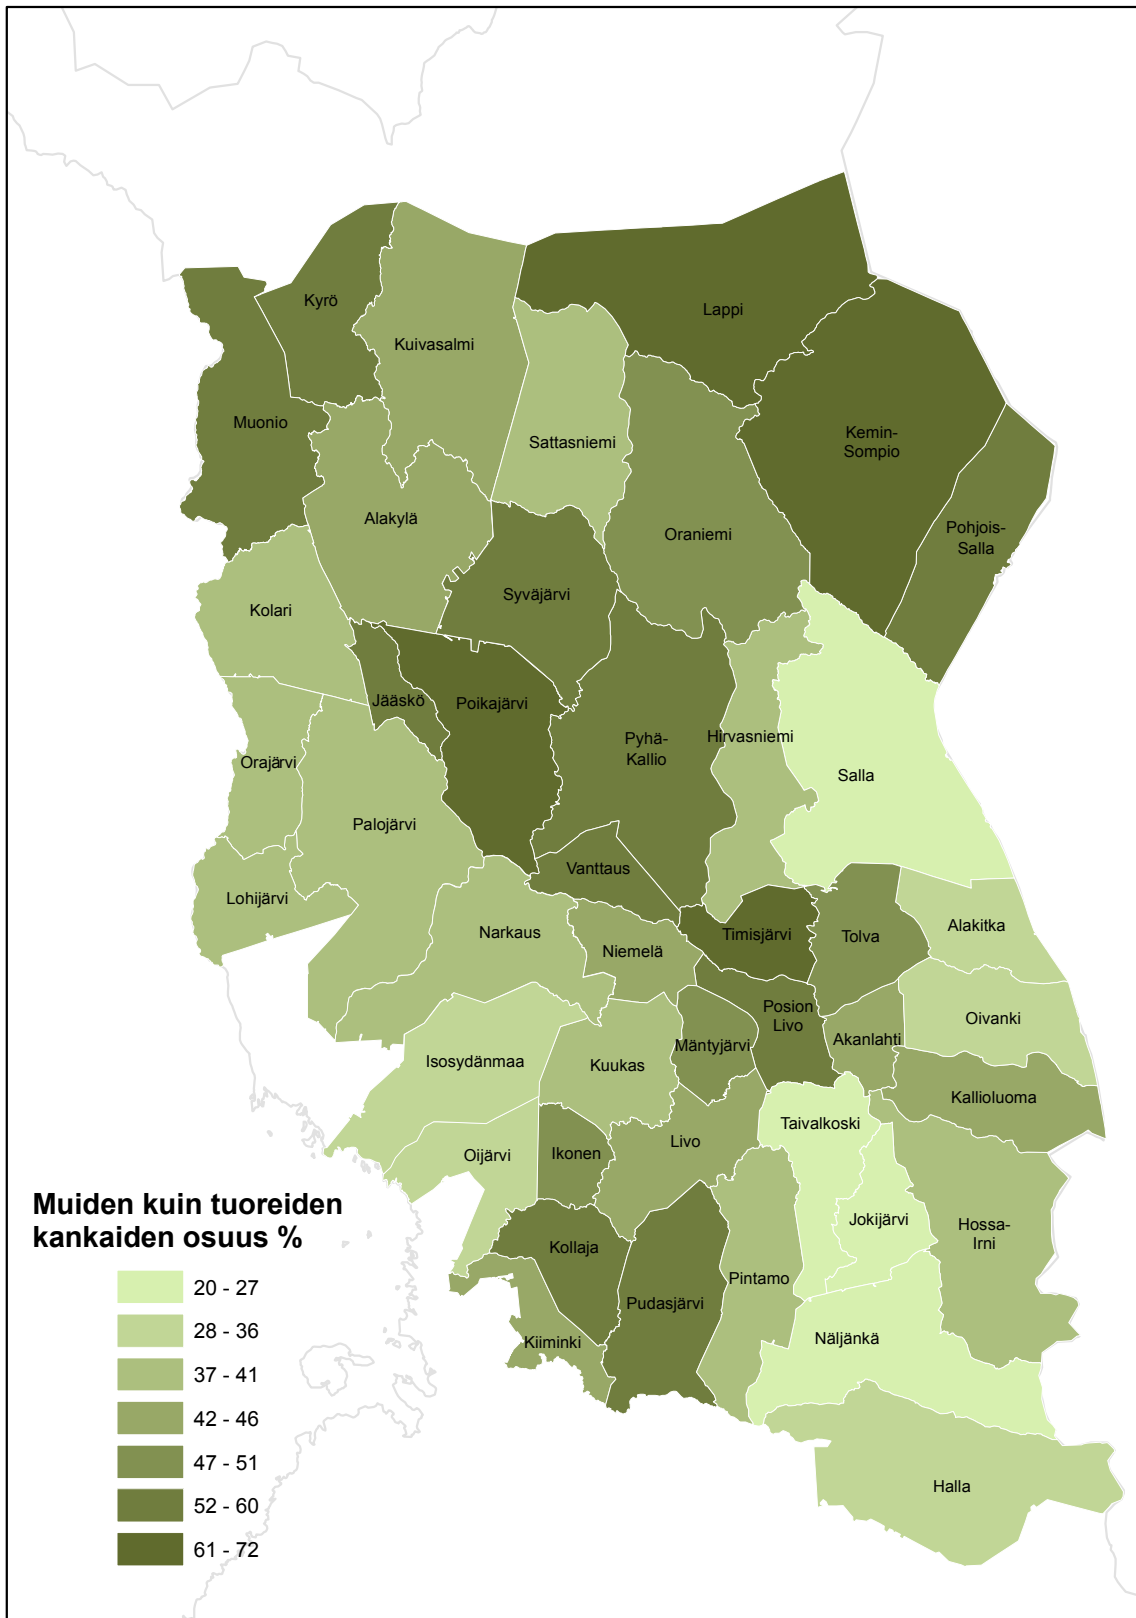 Kyrö
Lappi
Kuivasalmi
Muonio
Sattasniemi
Kemin-
Sompio
Alakylä
Oraniemi
Pohjois-
Salla
Syväjärvi
Kolari
Jääskö
Poikajärvi
Pyhä-
Kallio
Hirvasniemi
Orajärvi
Salla
Palojärvi
Vanttaus
Lohijärvi
Narkaus
Niemelä
Timisjärvi
Tolva
Alakitka
Posion
Livo
Oivanki
Isosydänmaa
Kuukas
Mäntyjärvi
Akanlahti
Kallioluoma
Taivalkoski
Livo
Oijärvi
Ikonen
Jokijärvi
Hossa-
Irni
Kollaja
Pintamo
Pudasjärvi
Kiiminki
Näljänkä
Halla
Muiden kuin tuoreiden
kankaiden osuus %
20 - 27
28 - 36
37 - 41
42 - 46
47 - 51
52 - 60
61 - 72